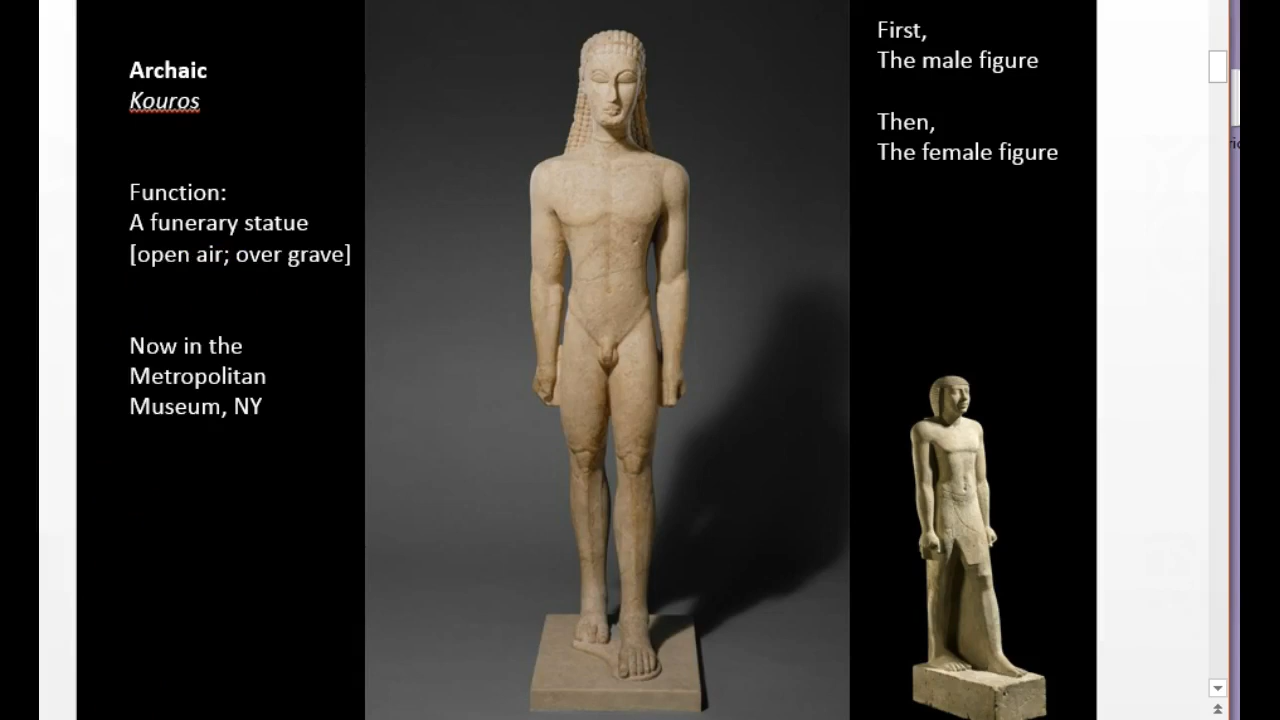 Archaic
Kouros
Function:
A funerary statue
[open air; over grave]
Now in the
Metropolitan
Museum, NY
First,
The male figure
Then,
The female figure